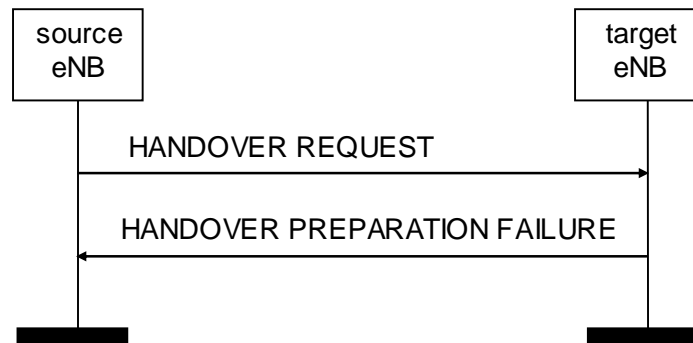 source
eNB
target
eNB
HANDOVER REQUEST
HANDOVER PREPARATION FAILURE